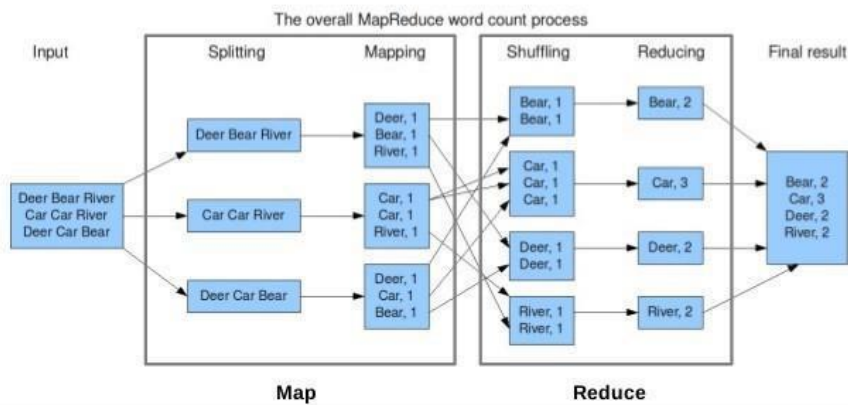 The overall MapReduce word count process
Input
Splitting
Mapping
Shuffling
Reducing
Final result
Deer Bear River
Car Car River
Deer Car Bear
Deer Bear River
Car Car River
Deer Car Bear
Deer, 1
Bear, 1
River, 1
Car, 1
Car, 1
River, 1
Deer, 1
Car, 1
Bear, 1
Bear, 1
Bear, 1
Car, 1
Car, 1
Car, 1
Deer, 1
Deer, 1
River, 1
River, 1
Bear, 2
Car, 3
Deer, 2
River, 2
Bear, 2
Car, 3
Deer, 2
River, 2
Map
Reduce